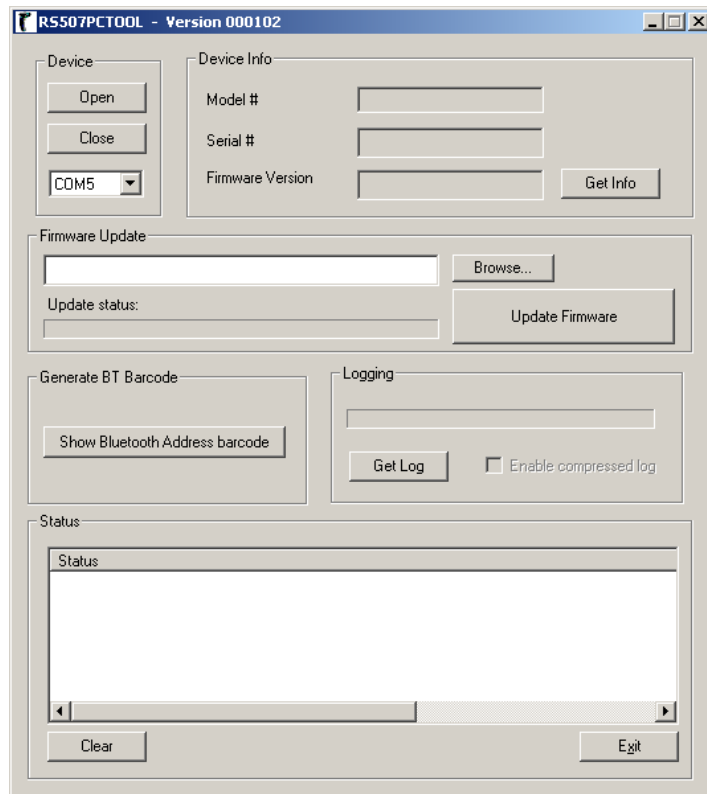 RS507PCTOOL - Version 000102
Device
Open
Close
COM5
Device Info
Model #
Serial #
Firmware Version
Get Info
Firmware Update
Browse...
Update status:
Update Firmware
Generate BT Barcode
Show Bluetooth Address barcode
Logging
Get Log
Enable compressed log
Status
Status
Clear
Exit